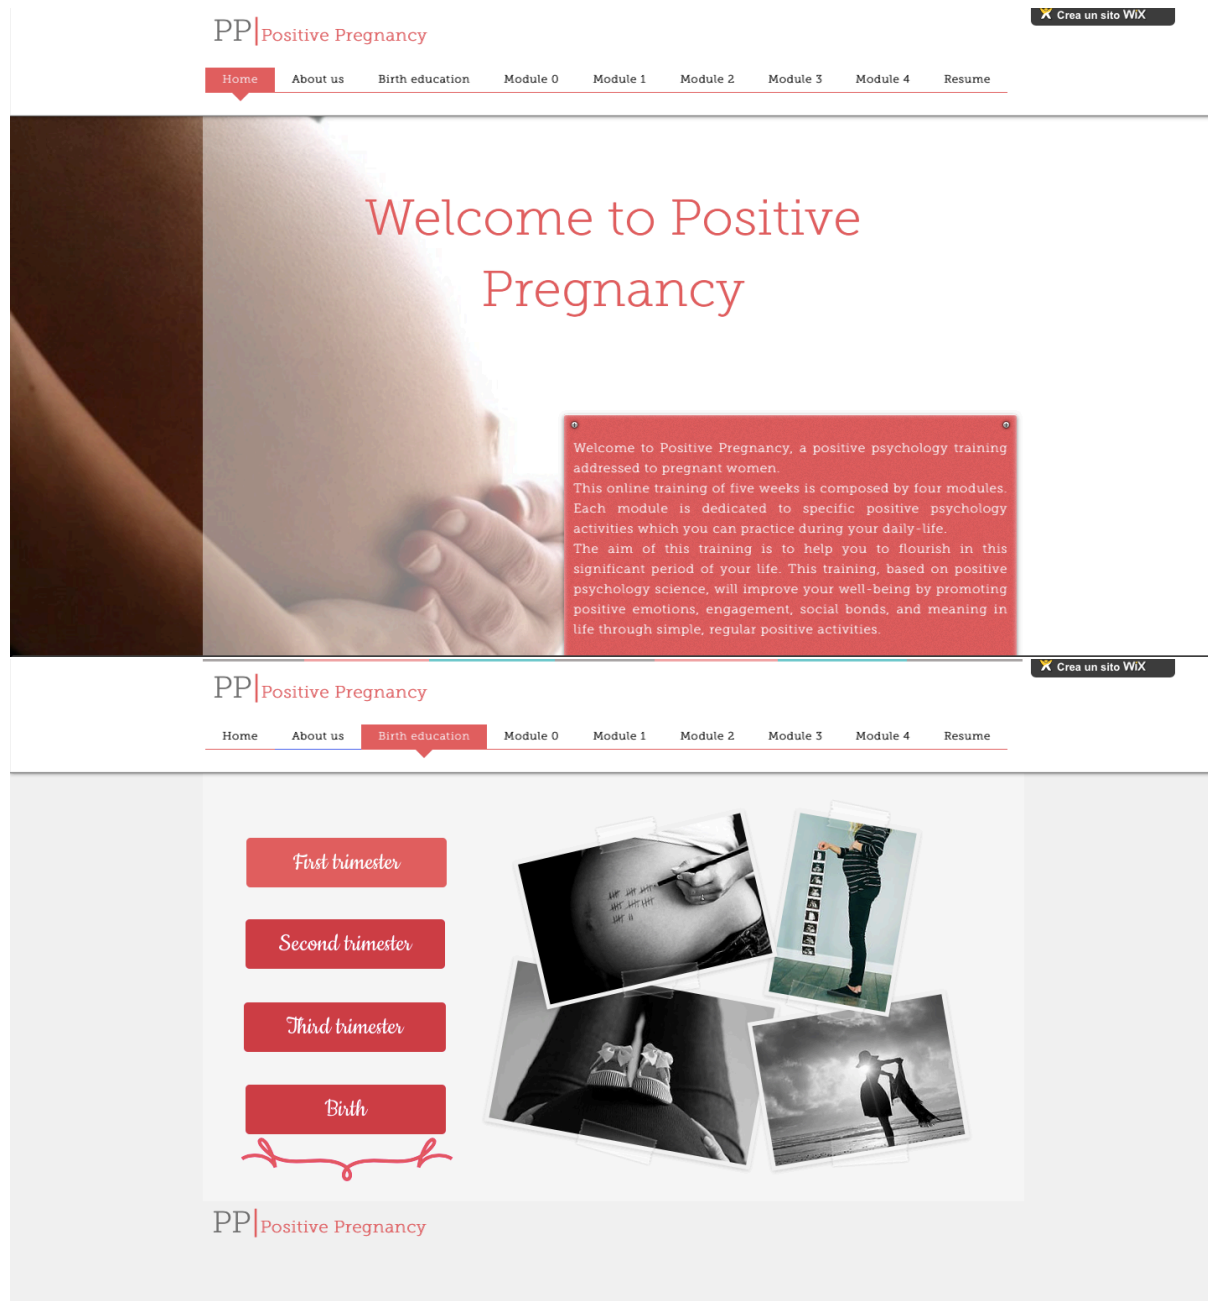 PP|Positive Pregnancy
Crea un sito WiX
Home About us Birth education Module 0 Module 1 Module 2 Module 3 Module 4 Resume
Welcome to Positive
Pregnancy
Welcome to Positive Pregnancy, a positive psychology training
addressed to pregnant women.
This online training of five weeks is composed by four modules.
Each module is dedicated to specific positive psychology
activities which you can practice during your daily-life.
The aim of this training is to help you to flourish in this
significant period of your life. This training, based on positive
psychology science, will improve your well-being by promoting
positive emotions, engagement, social bonds, and meaning in
life through simple, regular positive activities.
PP|Positive Pregnancy
Crea un sito WiX
Home About us Birth education Module 0 Module 1 Module 2 Module 3 Module 4 Resume
First trimester
Second trimester
Third trimester
Birth
PP|Positive Pregnancy